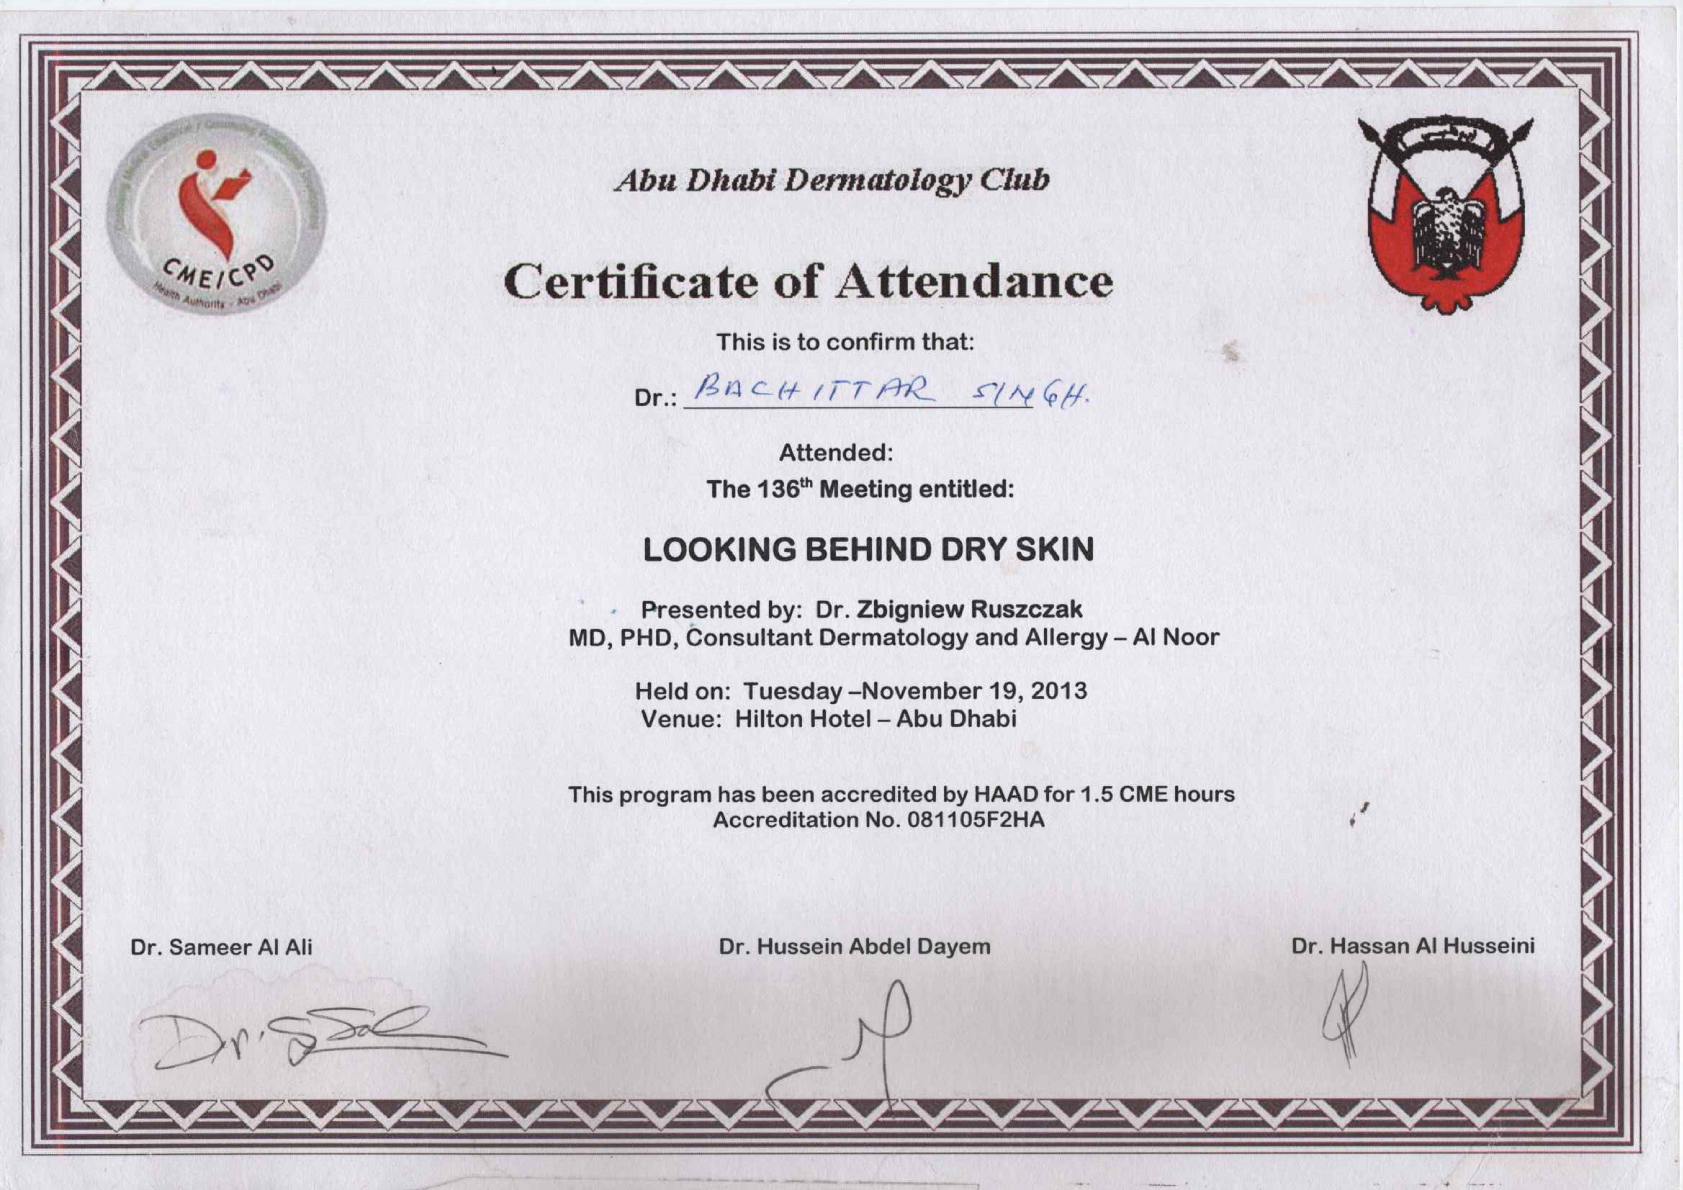 Abu Dhabi Dermatology Club
CME/CPD
Health Authority - Abu Dhabi
Certificate of Attendance
This is to confirm that:
Dr.: BACHITTAR SINGH.
Attended:
The 136th Meeting entitled:
LOOKING BEHIND DRY SKIN
Presented by: Dr. Zbigniew Ruszczak
MD, PHD, Consultant Dermatology and Allergy – Al Noor
Held on: Tuesday –November 19, 2013
Venue: Hilton Hotel – Abu Dhabi
This program has been accredited by HAAD for 1.5 CME hours
Accreditation No. 081105F2HA
Dr. Sameer Al Ali
Dr. Hussein Abdel Dayem
Dr. Hassan Al Husseini